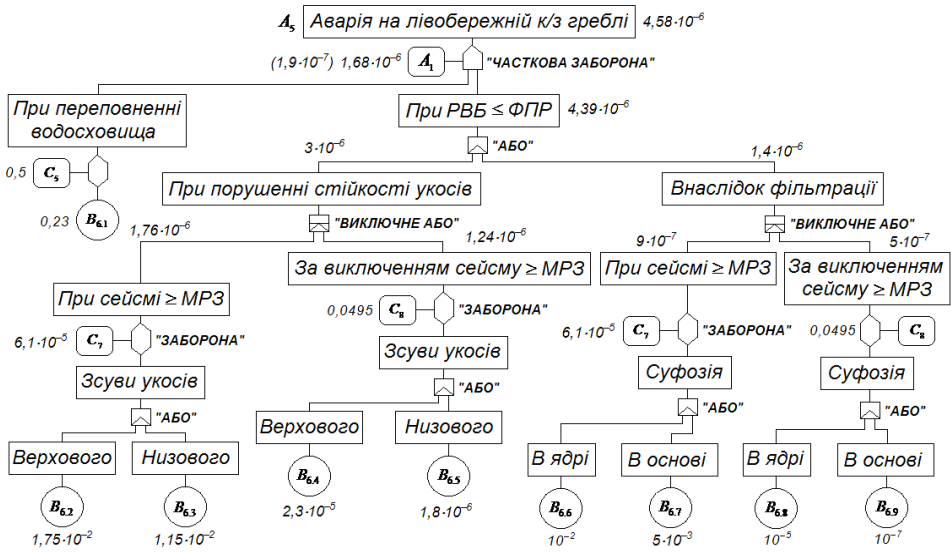 A₅ Аварія на лівобережній к/з греблі 4,58·10⁻⁶
(1,9·10⁻⁷) 1,68·10⁻⁶ A₁ "ЧАСТКОВА ЗАБОРОНА"
При переповненні
водосховища
При РВБ ≤ ФПР 4,39·10⁻⁶
"АБО"
0,5 C₅
0,23 B₆.₁
3·10⁻⁶
1,4·10⁻⁶
При порушенні стійкості укосів
Внаслідок фільтрації
"ВИКЛЮЧНЕ АБО"
"ВИКЛЮЧНЕ АБО"
1,76·10⁻⁶
1,24·10⁻⁶
9·10⁻⁷
5·10⁻⁷
При сейсмі ≥ МРЗ
За виключенням сейсму ≥ МРЗ
При сейсмі ≥ МРЗ
За виключенням
сейсму ≥ МРЗ
6,1·10⁻⁵ C₇ "ЗАБОРОНА"
0,0495 C₈ "ЗАБОРОНА"
6,1·10⁻⁵ C₇ "ЗАБОРОНА"
0,0495 C₈
Зсуви укосів
Зсуви укосів
Суфозія
Суфозія
"АБО"
"АБО"
"АБО"
"АБО"
Верхового
Низового
Верхового
Низового
В ядрі
В основі
В ядрі
В основі
B₆.₂
B₆.₃
B₆.₄
B₆.₅
B₆.₆
B₆.₇
B₆.₈
B₆.₉
1,75·10⁻²
1,15·10⁻²
2,3·10⁻⁵
1,8·10⁻⁶
10⁻²
5·10⁻³
10⁻⁵
10⁻⁷